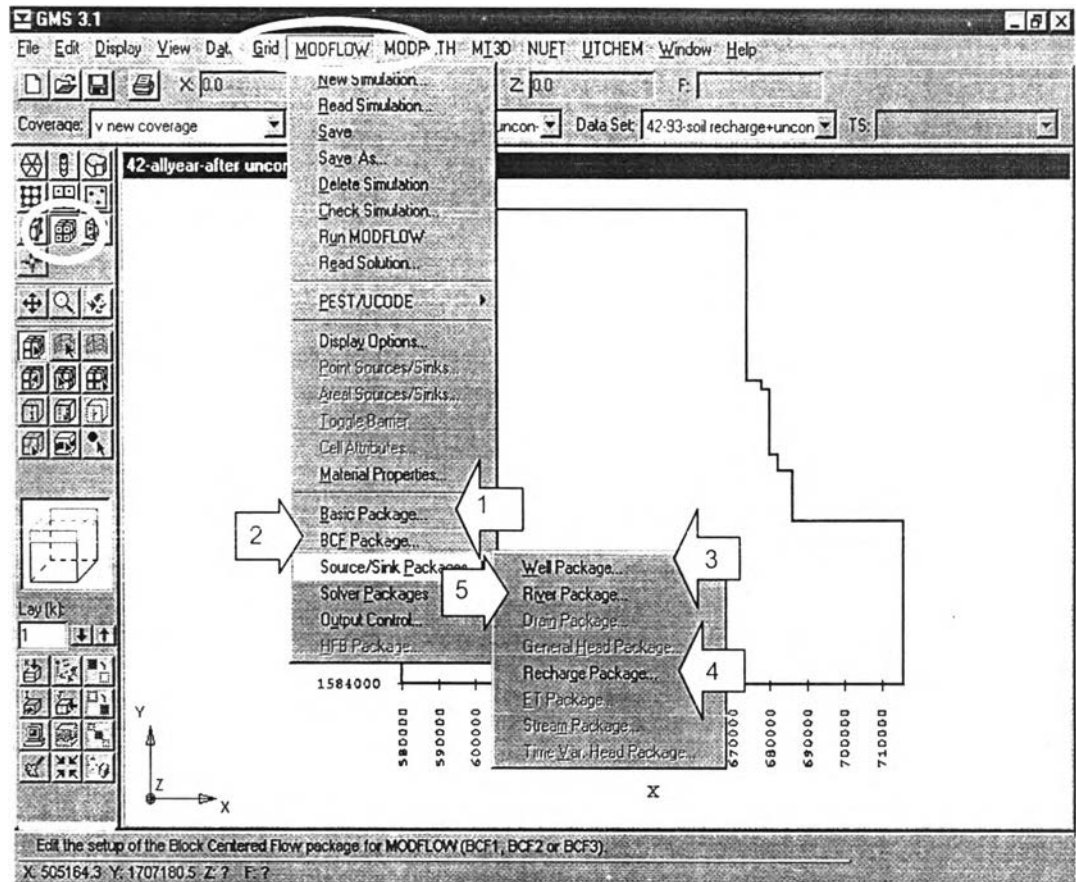 GMS 3.1
File Edit Display View Dat. Grid MODFLOW MODP TH MT3D NUFT UTCHEM Window Help
X: 0.0 Z: 0.0 F:
Coverage: v new coverage uncon- Data Set: 42-93-soil recharge+uncon TS:
42-allyear-after uncor
New Simulation...
Read Simulation...
Save
Save As...
Delete Simulation
Check Simulation...
Run MODFLOW
Read Solution...
PEST/UCODE
Display Options...
Point Sources/Sinks...
Areal Sources/Sinks...
Toggle Barrier
Cell Attributes...
Material Properties...
Basic Package...
BCF Package...
Source/Sink Packages
Solver Packages
Output Control...
HFB Package...
1
2
3
5
4
Well Package...
River Package...
Drain Package...
General Head Package...
Recharge Package...
ET Package...
Stream Package...
Time Var. Head Package...
Lay (k):
1
1584000
580000
590000
600000
670000
680000
690000
700000
710000
X
Y
Z
X
Edit the setup of the Block Centered Flow package for MODFLOW (BCF1, BCF2 or BCF3).
X: 505164.3 Y: 1707180.5 Z: ? F: ?